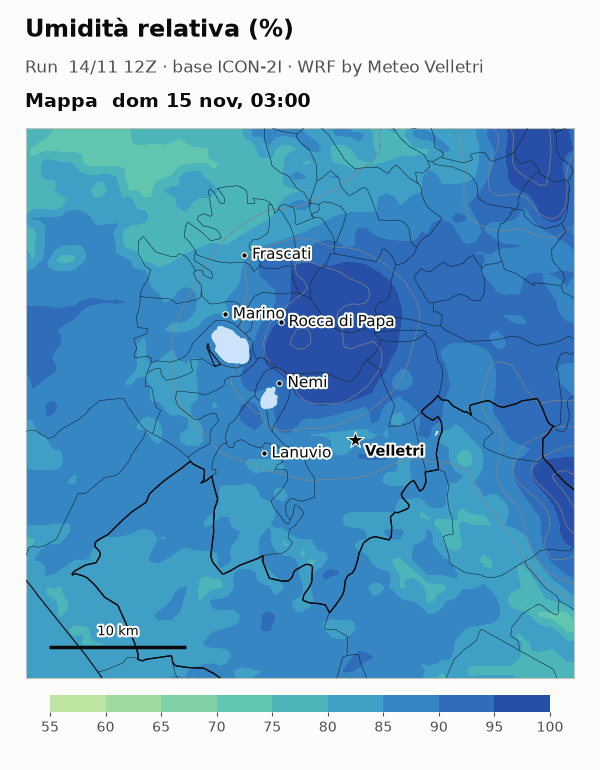 Umidità relativa (%)
Run  14/11 12Z · base ICON-2I · WRF by Meteo Velletri
Mappa  dom 15 nov, 03:00
Frascati
Marino
Rocca di Papa
Nemi
Velletri
Lanuvio
10 km
55 60 65 70 75 80 85 90 95 100